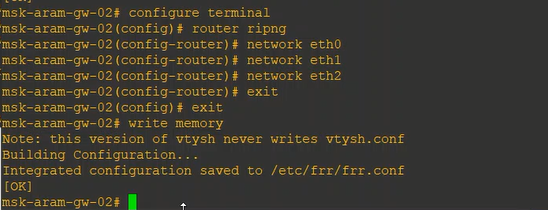 [OK]
msk-aram-gw-02# configure terminal
msk-aram-gw-02(config)# router ripng
msk-aram-gw-02(config-router)# network eth0
msk-aram-gw-02(config-router)# network eth1
msk-aram-gw-02(config-router)# network eth2
msk-aram-gw-02(config-router)# exit
msk-aram-gw-02(config)# exit
msk-aram-gw-02# write memory
Note: this version of vtysh never writes vtysh.conf
Building Configuration...
Integrated configuration saved to /etc/frr/frr.conf
[OK]
msk-aram-gw-02#